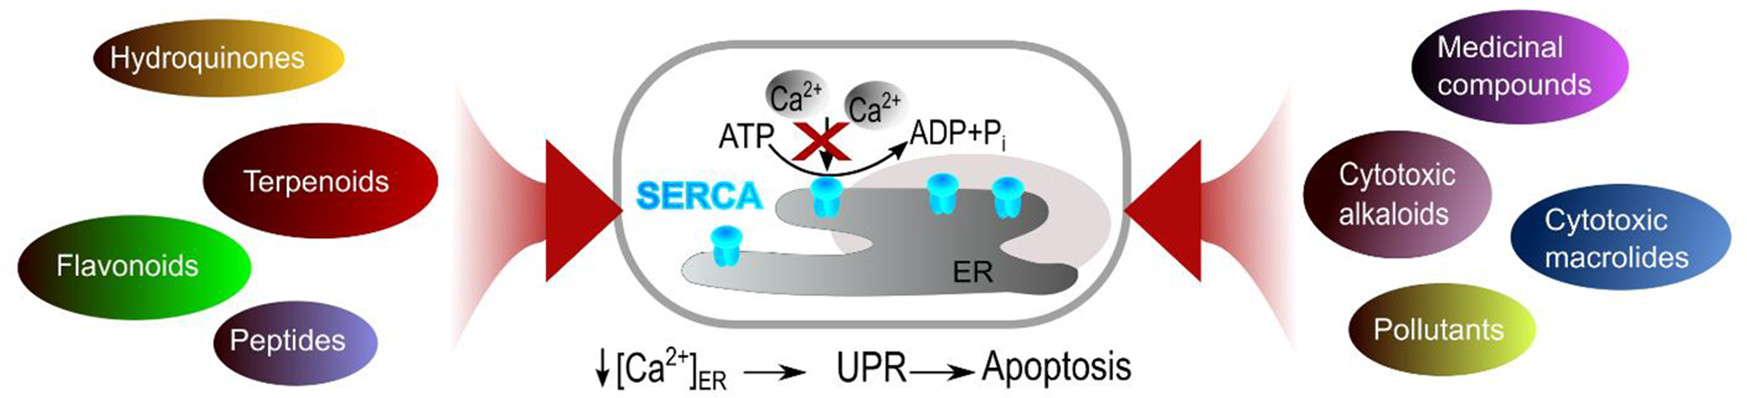 Hydroquinones
Terpenoids
Flavonoids
Peptides
Ca²⁺
Ca²⁺
ATP
ADP+Pᵢ
SERCA
ER
↓[Ca²⁺]ER → UPR → Apoptosis
Medicinal
compounds
Cytotoxic
alkaloids
Cytotoxic
macrolides
Pollutants